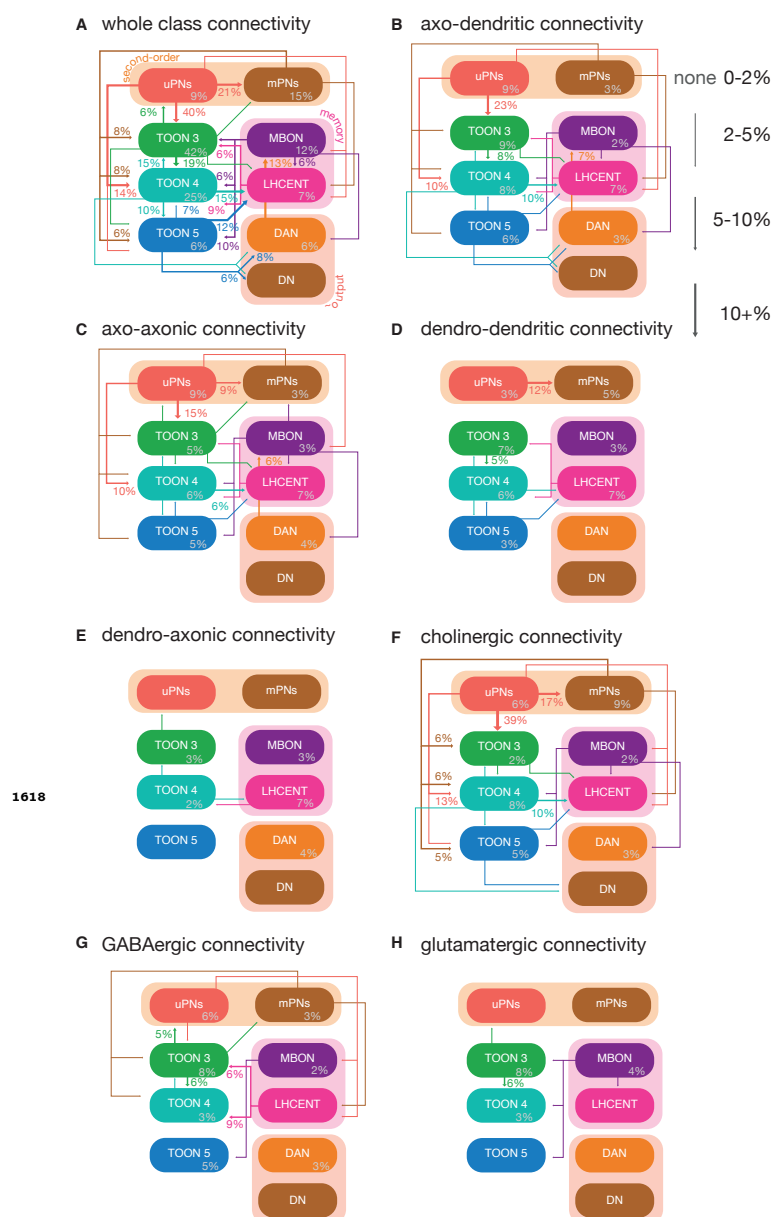 A whole class connectivity
second-order
uPNs
9%
21%
mPNs
15%
6%
40%
8%
TOON 3
42%
memory
MBON
12%
6%
8%
15%
19%
6%
13%
6%
14%
TOON 4
25%
15%
LHCENT
7%
9%
10%
7%
12%
6%
TOON 5
6%
10%
DAN
6%
8%
6%
DN
output
B axo-dendritic connectivity
uPNs
9%
mPNs
3%
23%
TOON 3
9%
8%
MBON
2%
7%
10%
TOON 4
8%
10%
LHCENT
7%
TOON 5
6%
DAN
3%
DN
none 0-2%
2-5%
5-10%
10+%
C axo-axonic connectivity
uPNs
9%
9%
mPNs
3%
15%
TOON 3
5%
MBON
3%
6%
10%
TOON 4
6%
6%
LHCENT
7%
TOON 5
5%
DAN
4%
DN
D dendro-dendritic connectivity
uPNs
3%
12%
mPNs
5%
TOON 3
7%
5%
MBON
3%
TOON 4
6%
LHCENT
7%
TOON 5
3%
DAN
DN
E dendro-axonic connectivity
uPNs
mPNs
TOON 3
3%
MBON
3%
TOON 4
2%
LHCENT
7%
TOON 5
DAN
4%
DN
1618
F cholinergic connectivity
uPNs
6%
17%
mPNs
9%
39%
6%
TOON 3
2%
MBON
2%
6%
13%
TOON 4
8%
10%
LHCENT
5%
TOON 5
5%
DAN
3%
DN
G GABAergic connectivity
uPNs
6%
mPNs
3%
5%
TOON 3
8%
6%
6%
MBON
2%
TOON 4
3%
9%
LHCENT
TOON 5
5%
DAN
3%
DN
H glutamatergic connectivity
uPNs
mPNs
TOON 3
8%
6%
MBON
4%
TOON 4
3%
LHCENT
TOON 5
DAN
DN